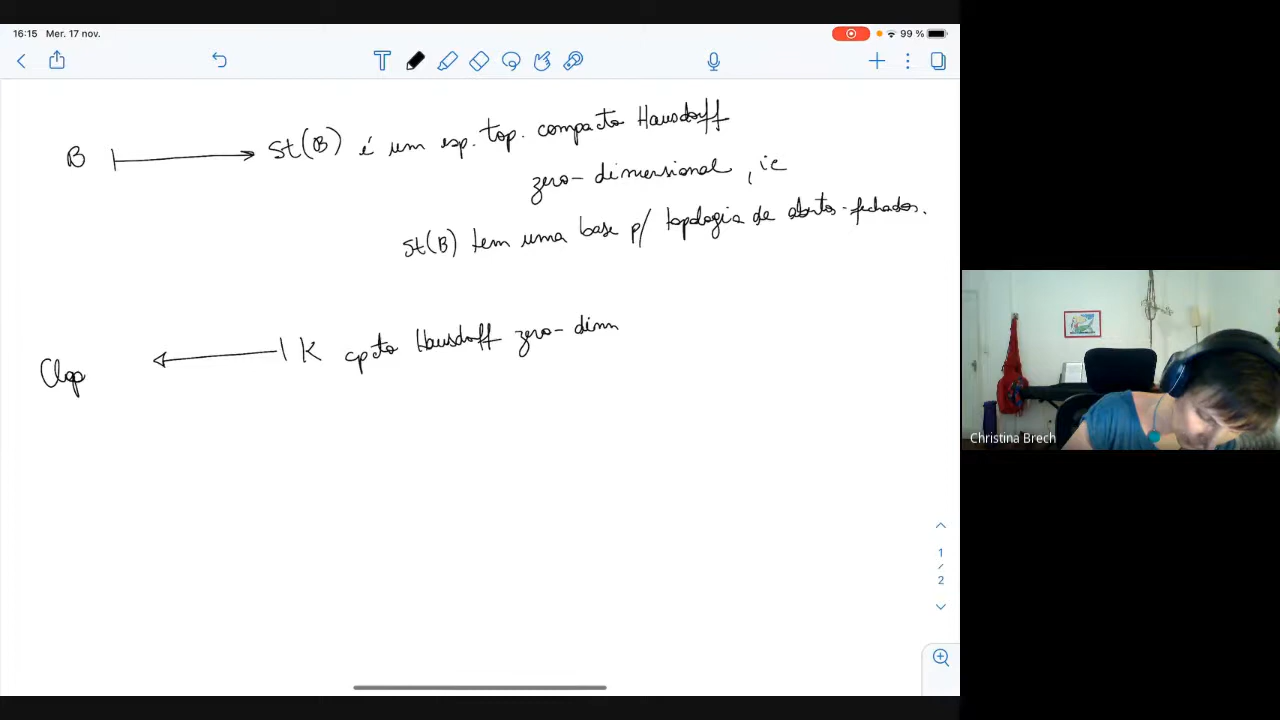 16:15 Mer. 17 nov.
99 %
B ⟼ St(B) é um esp. top. compacto Hausdorff
zero-dimensional, ie
St(B) tem uma base p/ topologia de abertos-fechados.
Clop ⟻ K cpcto Hausdorff zero-dim
Christina Brech
1
/
2